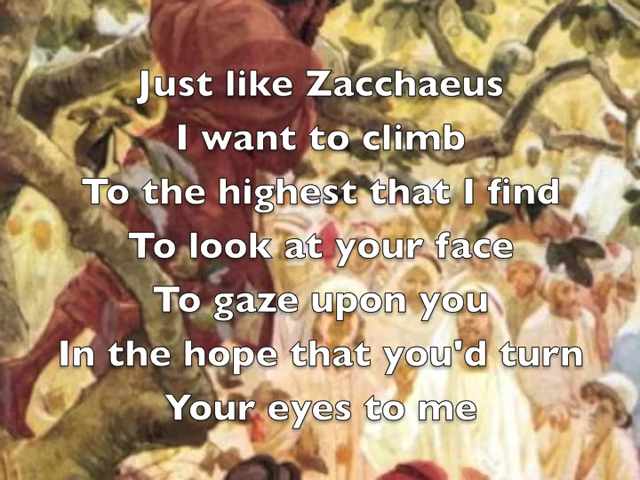 Just like Zacchaeus
I want to climb
To the highest that I find
To look at your face
To gaze upon you
In the hope that you'd turn
Your eyes to me